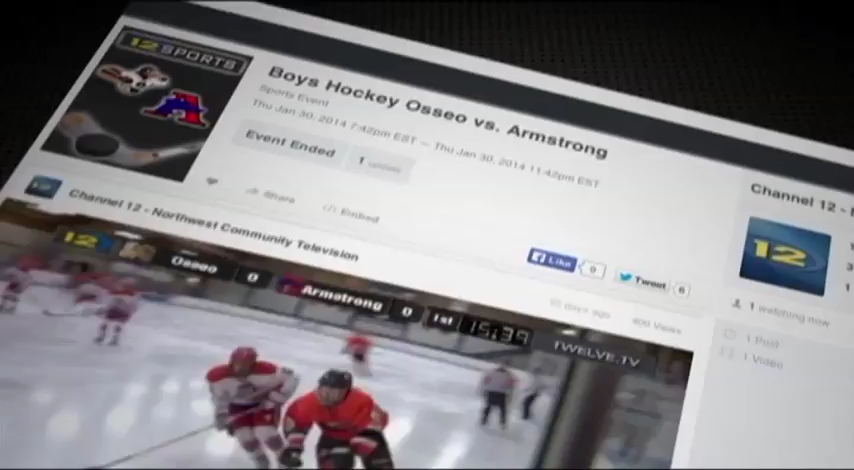 12 SPORTS
Boys Hockey Osseo vs. Armstrong
Sports Event
Thu Jan 30, 2014 7:42pm EST — Thu Jan 30, 2014 11:42pm EST
Event Ended
1 update
Share
Embed
Channel 12 - Northwest Community Television
Like 0
Tweet 6
days ago
400 Views
12 Osseo 0 Armstrong 0 1st 15:39
TWELVE.TV
Channel 12 -
12
1 watching now
1 Post
1 Video